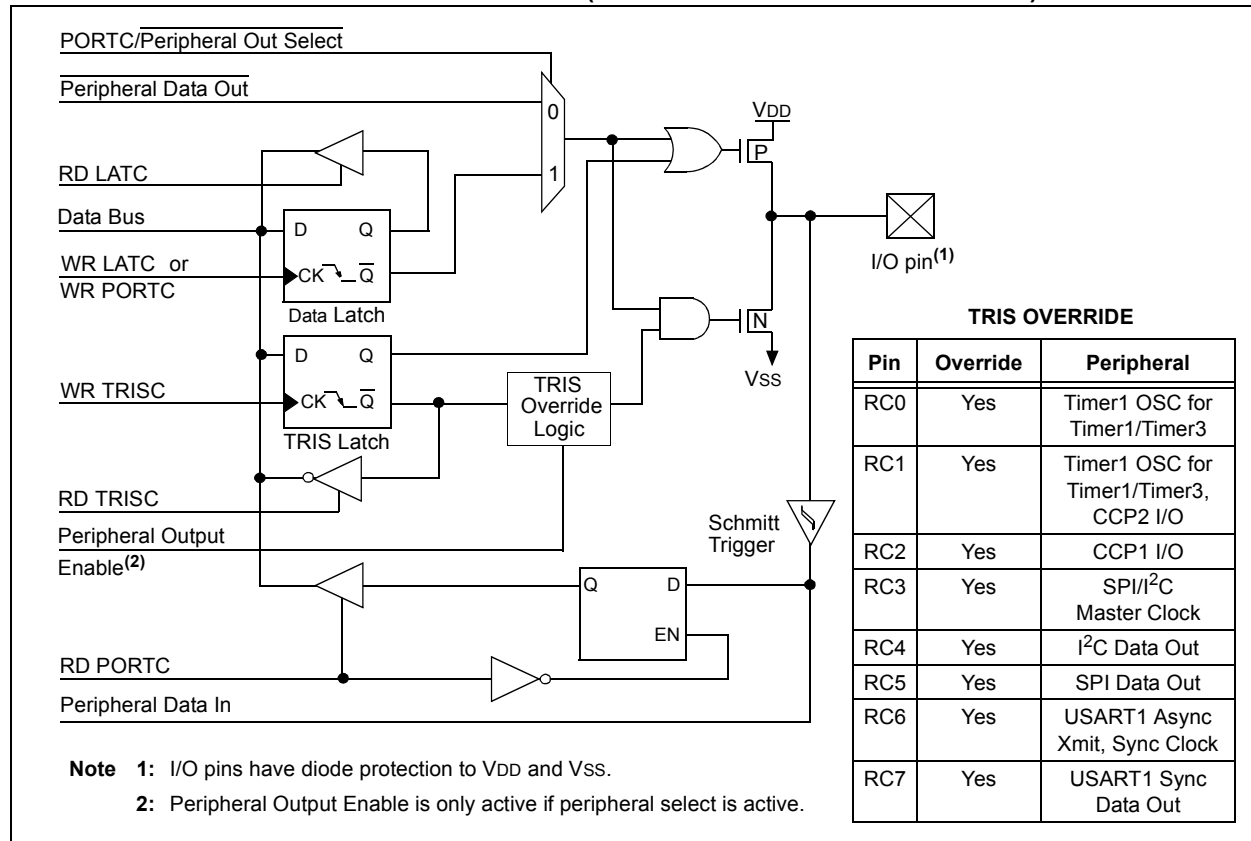 PORTC/Peripheral Out Select
Peripheral Data Out
RD LATC
Data Bus
WR LATC or
WR PORTC
D Q
CK Q
Data Latch
D Q
CK Q
TRIS Latch
WR TRISC
RD TRISC
Peripheral Output
Enable(2)
RD PORTC
Peripheral Data In
0
1
TRIS
Override
Logic
VDD
P
N
VSS
I/O pin(1)
Schmitt
Trigger
Q D
EN
TRIS OVERRIDE
Pin Override Peripheral
RC0 Yes Timer1 OSC for
Timer1/Timer3
RC1 Yes Timer1 OSC for
Timer1/Timer3,
CCP2 I/O
RC2 Yes CCP1 I/O
RC3 Yes SPI/I2C
Master Clock
RC4 Yes I2C Data Out
RC5 Yes SPI Data Out
RC6 Yes USART1 Async
Xmit, Sync Clock
RC7 Yes USART1 Sync
Data Out
Note 1: I/O pins have diode protection to VDD and VSS.
2: Peripheral Output Enable is only active if peripheral select is active.